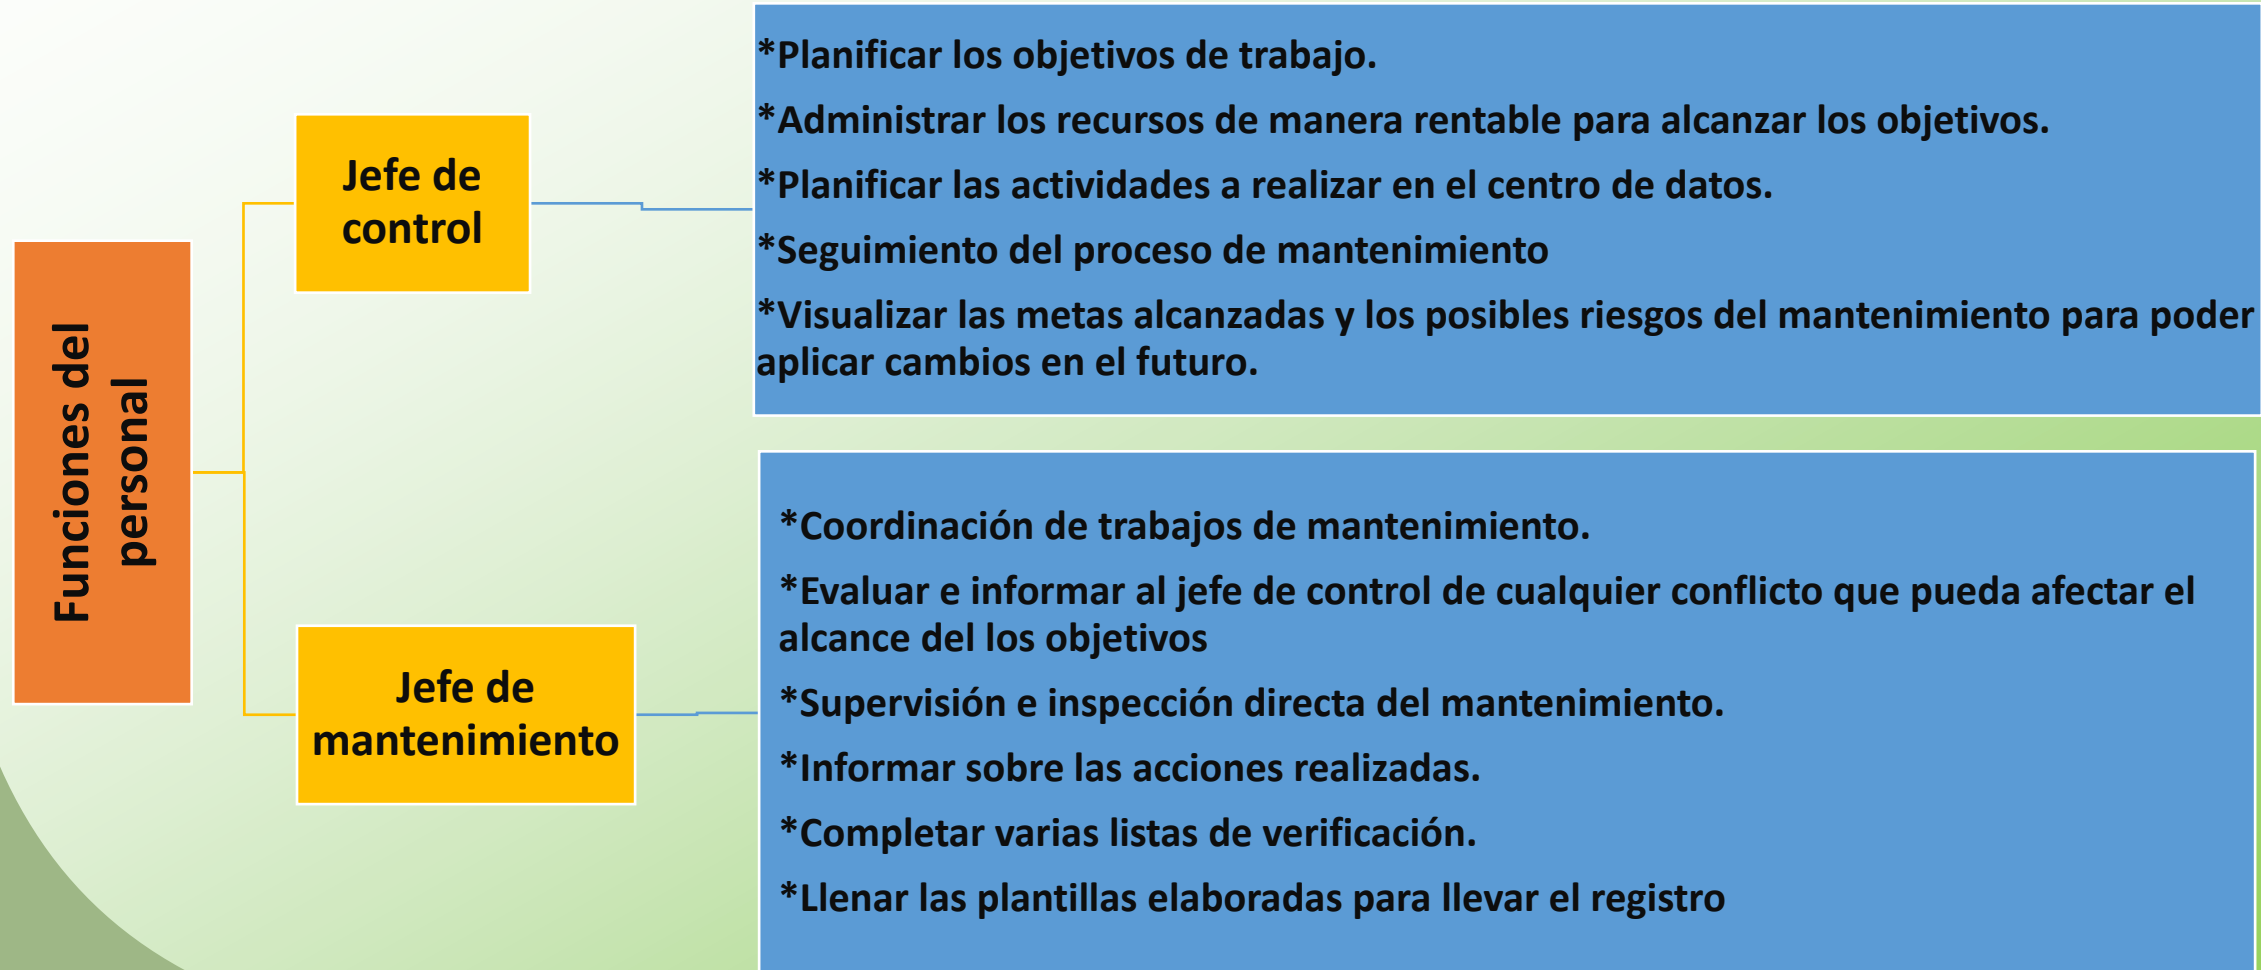 Funciones del
personal
Jefe de
control
*Planificar los objetivos de trabajo.
*Administrar los recursos de manera rentable para alcanzar los objetivos.
*Planificar las actividades a realizar en el centro de datos.
*Seguimiento del proceso de mantenimiento
*Visualizar las metas alcanzadas y los posibles riesgos del mantenimiento para poder
aplicar cambios en el futuro.
Jefe de
mantenimiento
*Coordinación de trabajos de mantenimiento.
*Evaluar e informar al jefe de control de cualquier conflicto que pueda afectar el
alcance del los objetivos
*Supervisión e inspección directa del mantenimiento.
*Informar sobre las acciones realizadas.
*Completar varias listas de verificación.
*Llenar las plantillas elaboradas para llevar el registro